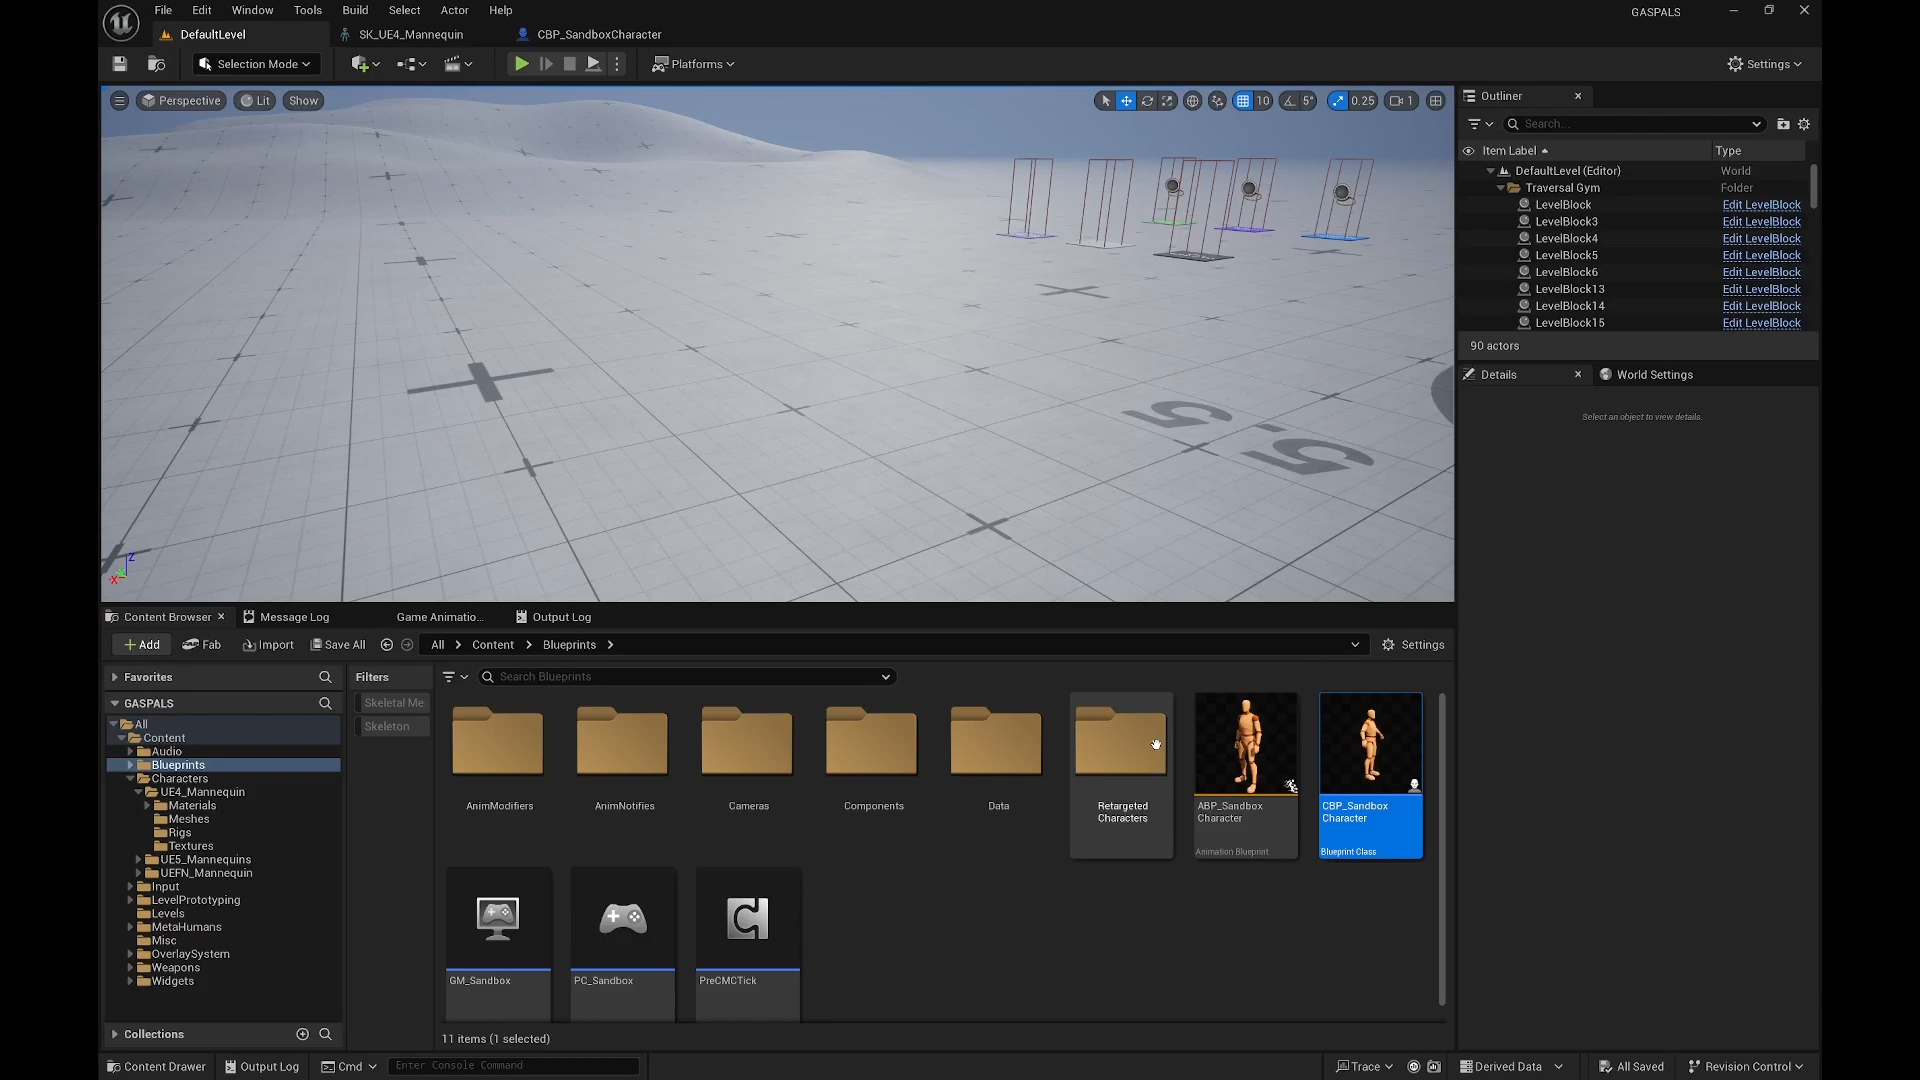 File Edit Window Tools Build Select Actor Help
GASPALS
DefaultLevel
SK_UE4_Mannequin
CBP_SandboxCharacter
Selection Mode
Platforms
Settings
Perspective
Lit
Show
10
5°
0.25
1
5.5
Z
X
Outliner
Search...
Item Label
Type
DefaultLevel (Editor)
World
Traversal Gym
Folder
LevelBlock
Edit LevelBlock
LevelBlock3
Edit LevelBlock
LevelBlock4
Edit LevelBlock
LevelBlock5
Edit LevelBlock
LevelBlock6
Edit LevelBlock
LevelBlock13
Edit LevelBlock
LevelBlock14
Edit LevelBlock
LevelBlock15
Edit LevelBlock
90 actors
Details
World Settings
Select an object to view details.
Content Browser
Message Log
Game Animatio...
Output Log
Add
Fab
Import
Save All
All
Content
Blueprints
Settings
Favorites
GASPALS
All
Content
Audio
Blueprints
Characters
UE4_Mannequin
Materials
Meshes
Rigs
Textures
UE5_Mannequins
UEFN_Mannequin
Input
LevelPrototyping
Levels
MetaHumans
Misc
OverlaySystem
Weapons
Widgets
Collections
Filters
Skeletal Me
Skeleton
Search Blueprints
AnimModifiers
AnimNotifies
Cameras
Components
Data
Retargeted
Characters
ABP_Sandbox
Character
Animation Blueprint
CBP_Sandbox
Character
Blueprint Class
GM_Sandbox
PC_Sandbox
PreCMCTick
11 items (1 selected)
Content Drawer
Output Log
Cmd
Enter Console Command
Trace
Derived Data
All Saved
Revision Control